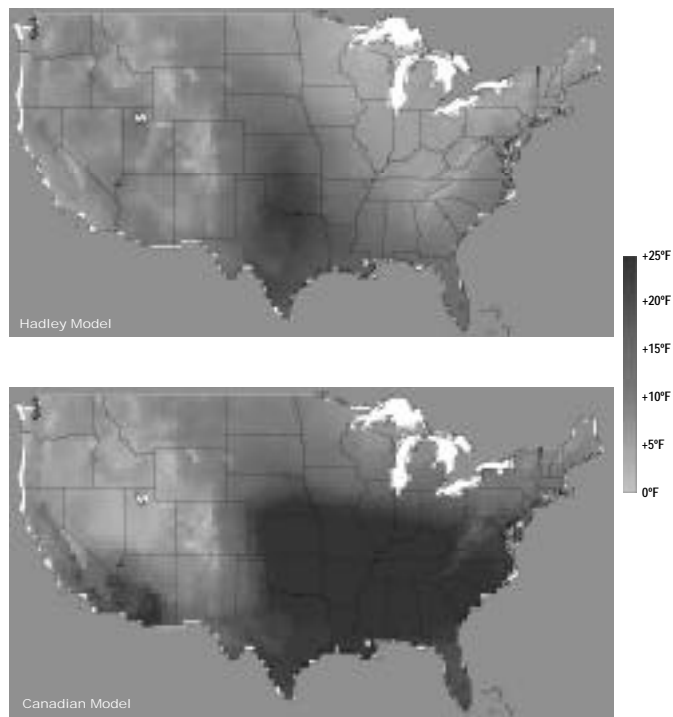 Hadley Model
+25°F
+20°F
+15°F
+10°F
+5°F
0°F
Canadian Model